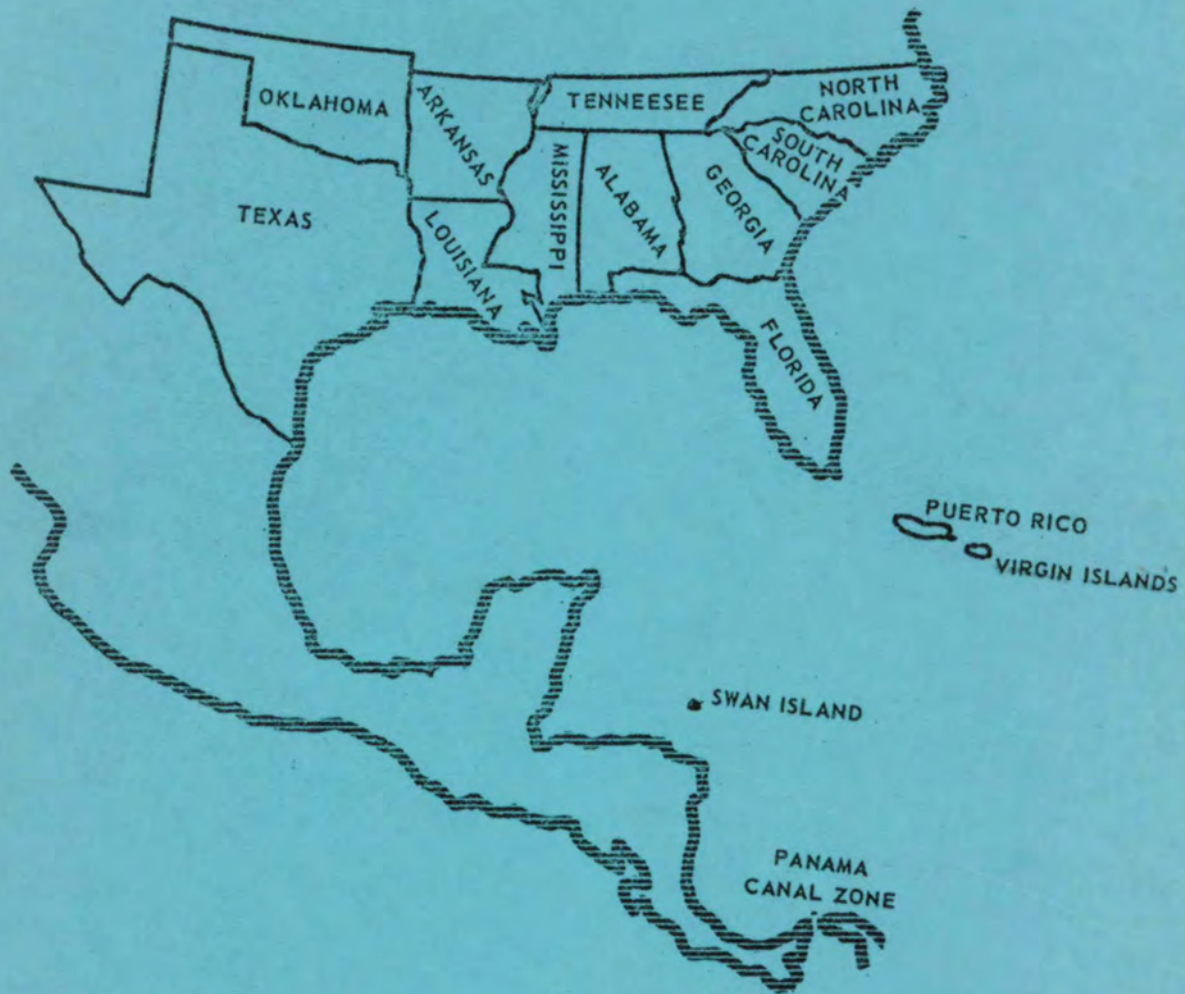 OKLAHOMA
ARKANSAS
TENNEESEE
NORTH
CAROLINA
SOUTH
CAROLINA
TEXAS
LOUISIANA
MISSISSIPPI
ALABAMA
GEORGIA
FLORIDA
PUERTO RICO
VIRGIN ISLANDS
SWAN ISLAND
PANAMA
CANAL ZONE